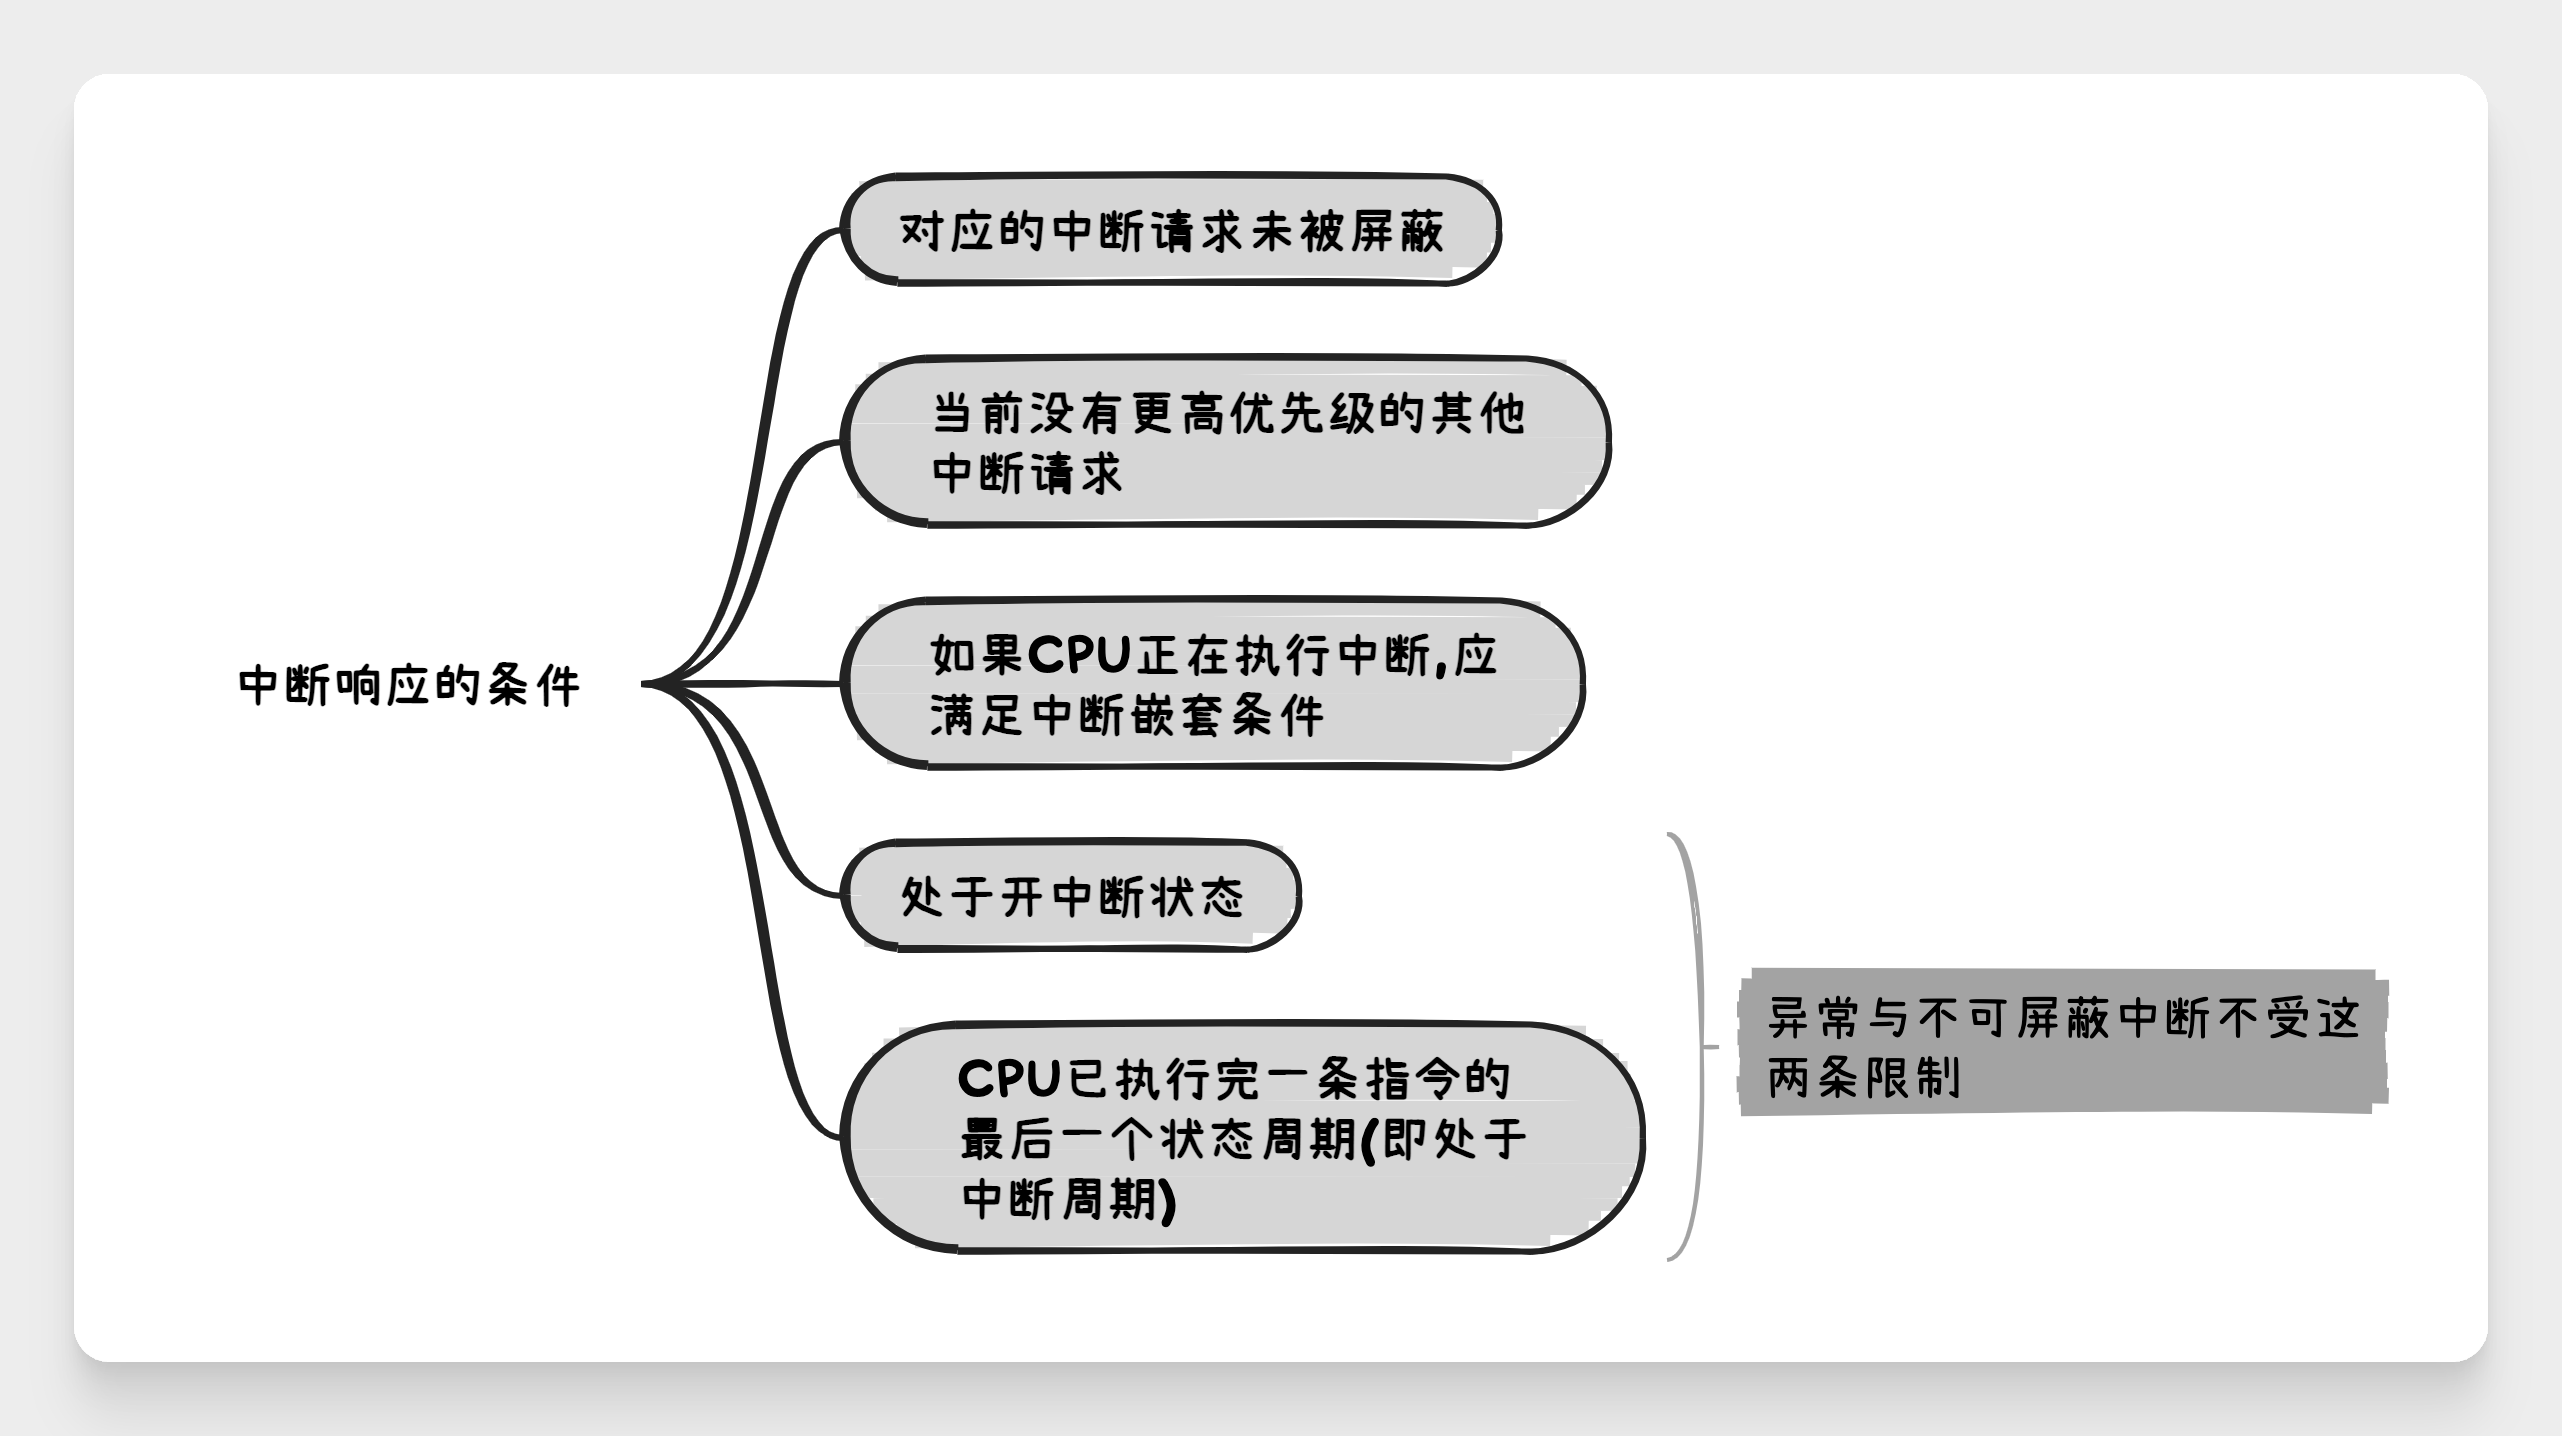 中断响应的条件
对应的中断请求未被屏蔽
当前没有更高优先级的其他
中断请求
如果CPU正在执行中断,应
满足中断嵌套条件
处于开中断状态
CPU已执行完一条指令的
最后一个状态周期(即处于
中断周期)
异常与不可屏蔽中断不受这
两条限制